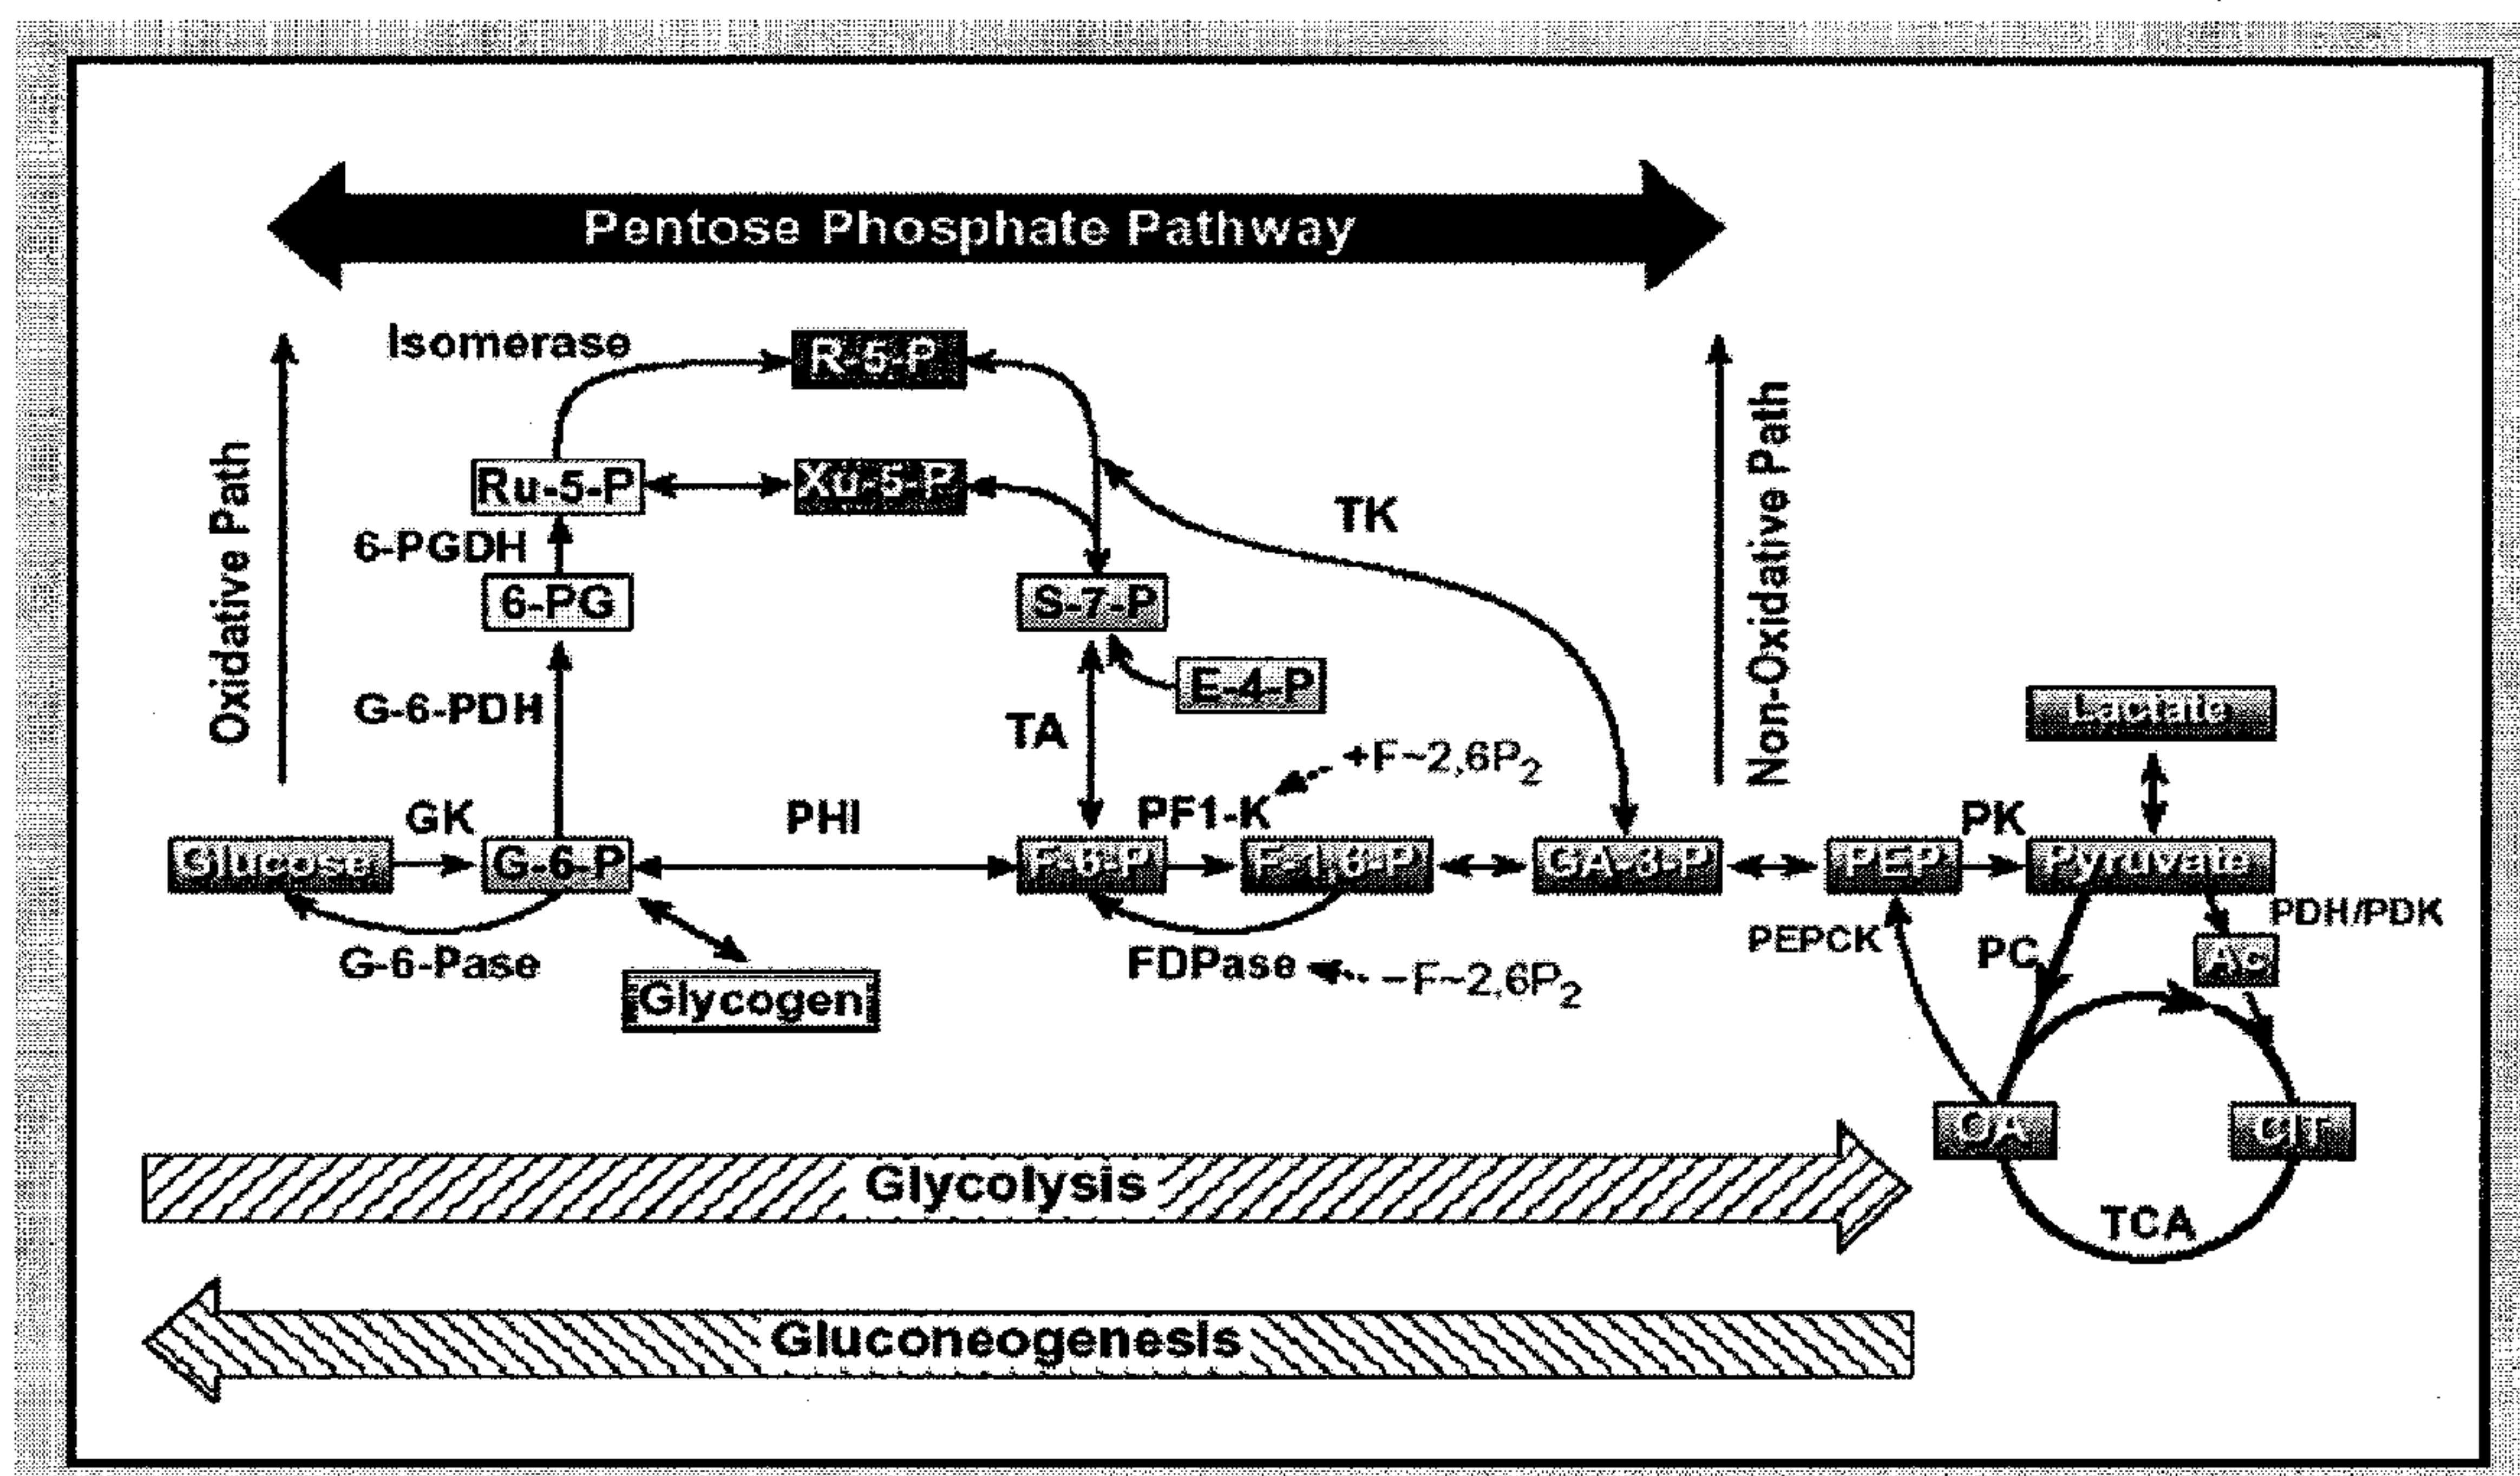 Pentose Phosphate Pathway
Isomerase
R-5-P
Oxidative Path
Non-Oxidative Path
Ru-5-P
Xu-5-P
TK
6-PGDH
6-PG
S-7-P
E-4-P
G-6-PDH
TA
Lactate
+F~2,6P2
GK
PHI
PF1-K
PK
Glucose
G-6-P
F-6-P
F-1,6-P
GA-3-P
PEP
Pyruvate
PDH/PDK
G-6-Pase
FDPase
−F~2,6P2
PEPCK
PC
Ac
Glycogen
OA
CIT
Glycolysis
TCA
Gluconeogenesis